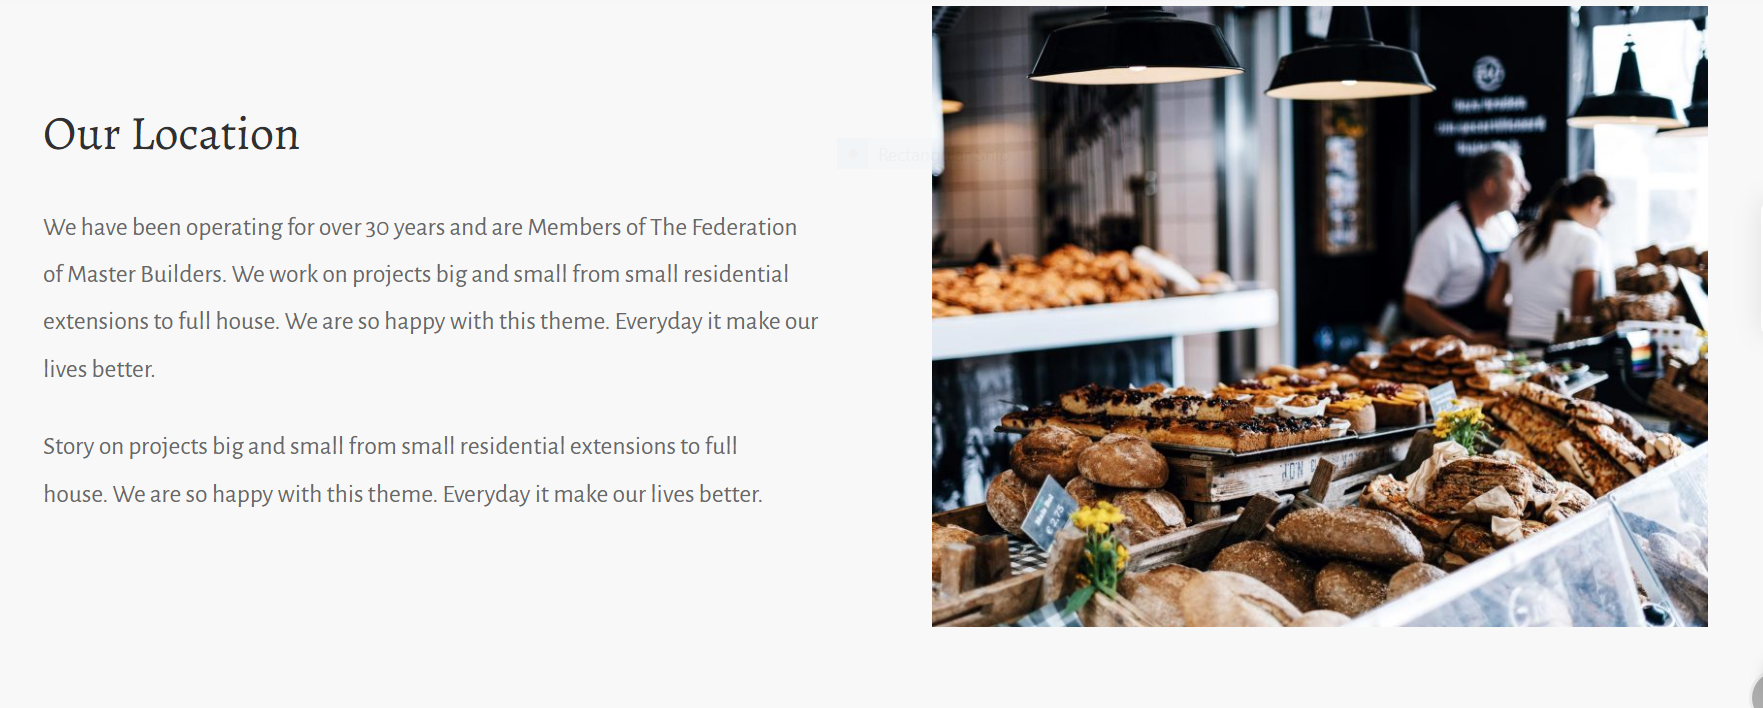 Our Location
We have been operating for over 30 years and are Members of The Federation
of Master Builders. We work on projects big and small from small residential
extensions to full house. We are so happy with this theme. Everyday it make our
lives better.
Story on projects big and small from small residential extensions to full
house. We are so happy with this theme. Everyday it make our lives better.